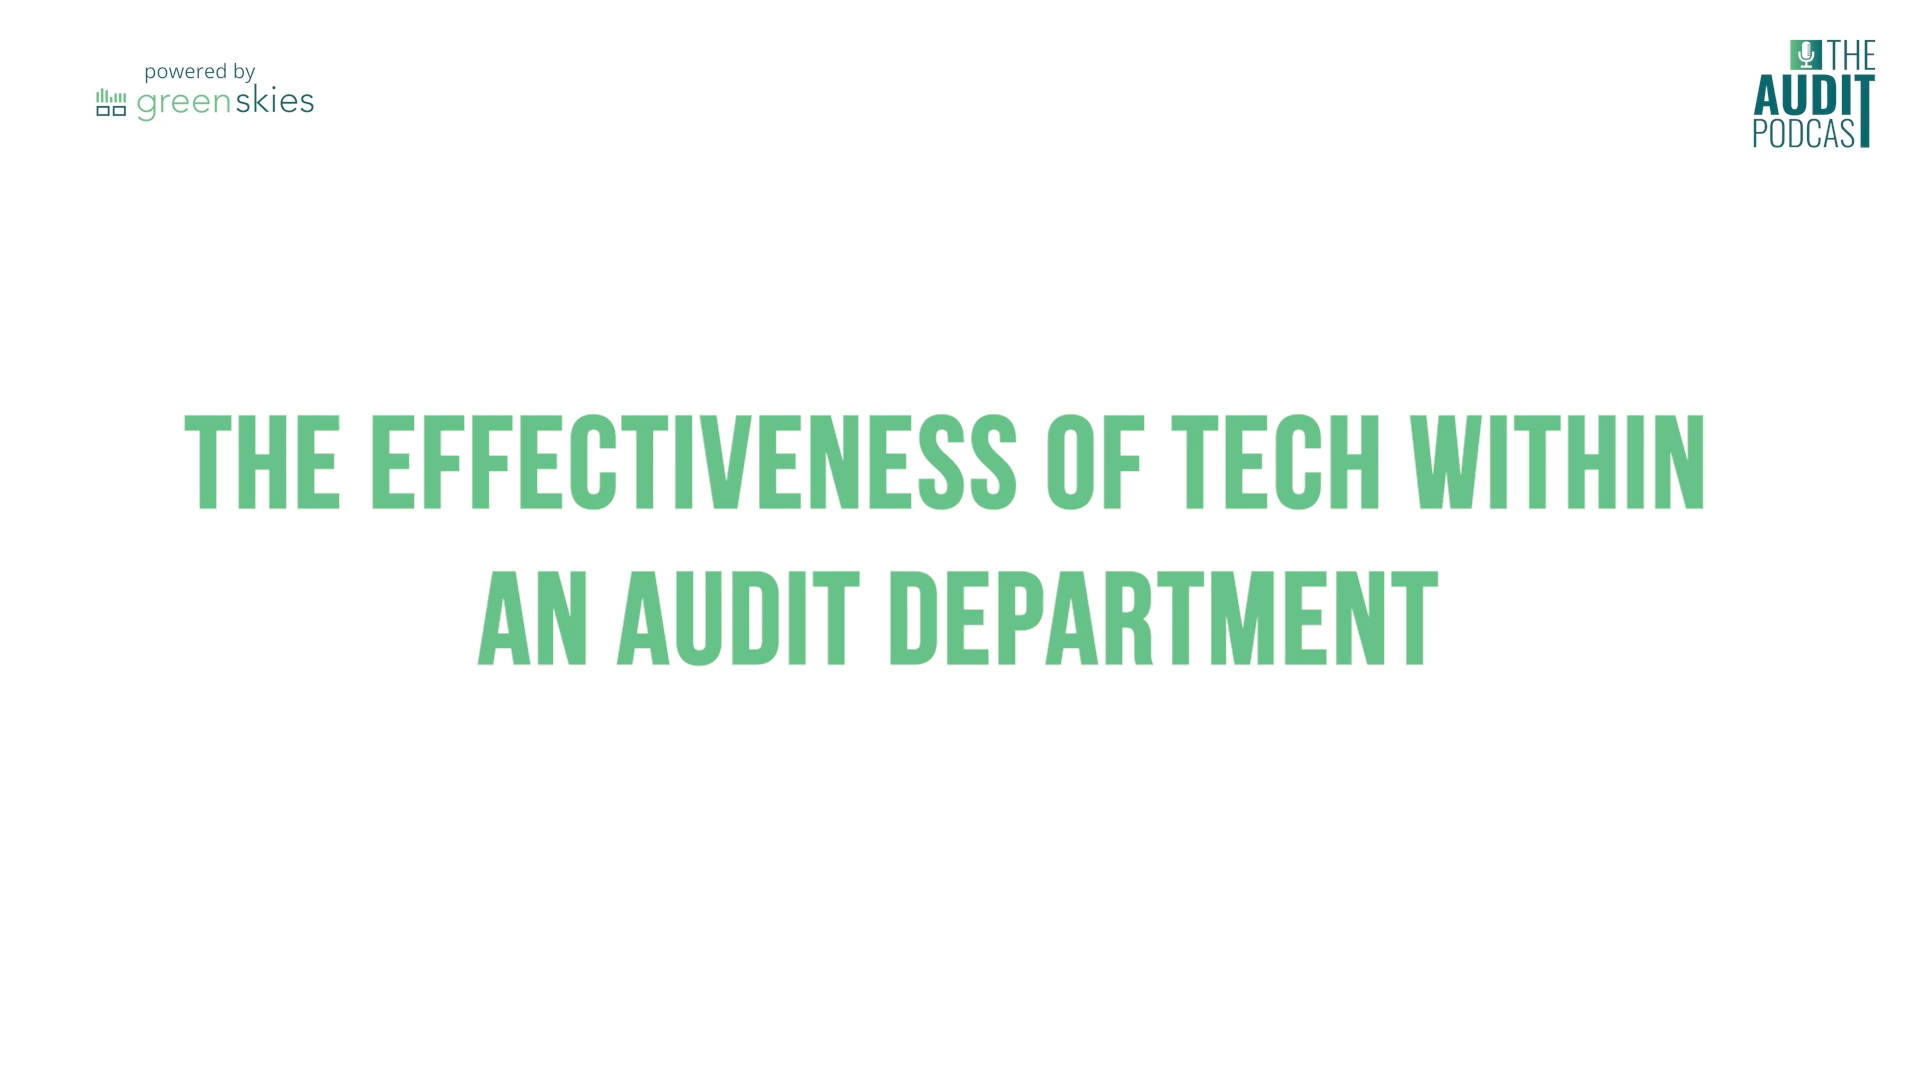 powered by
greenskies
THE
AUDIT
PODCAST
THE EFFECTIVENESS OF TECH WITHIN
AN AUDIT DEPARTMENT